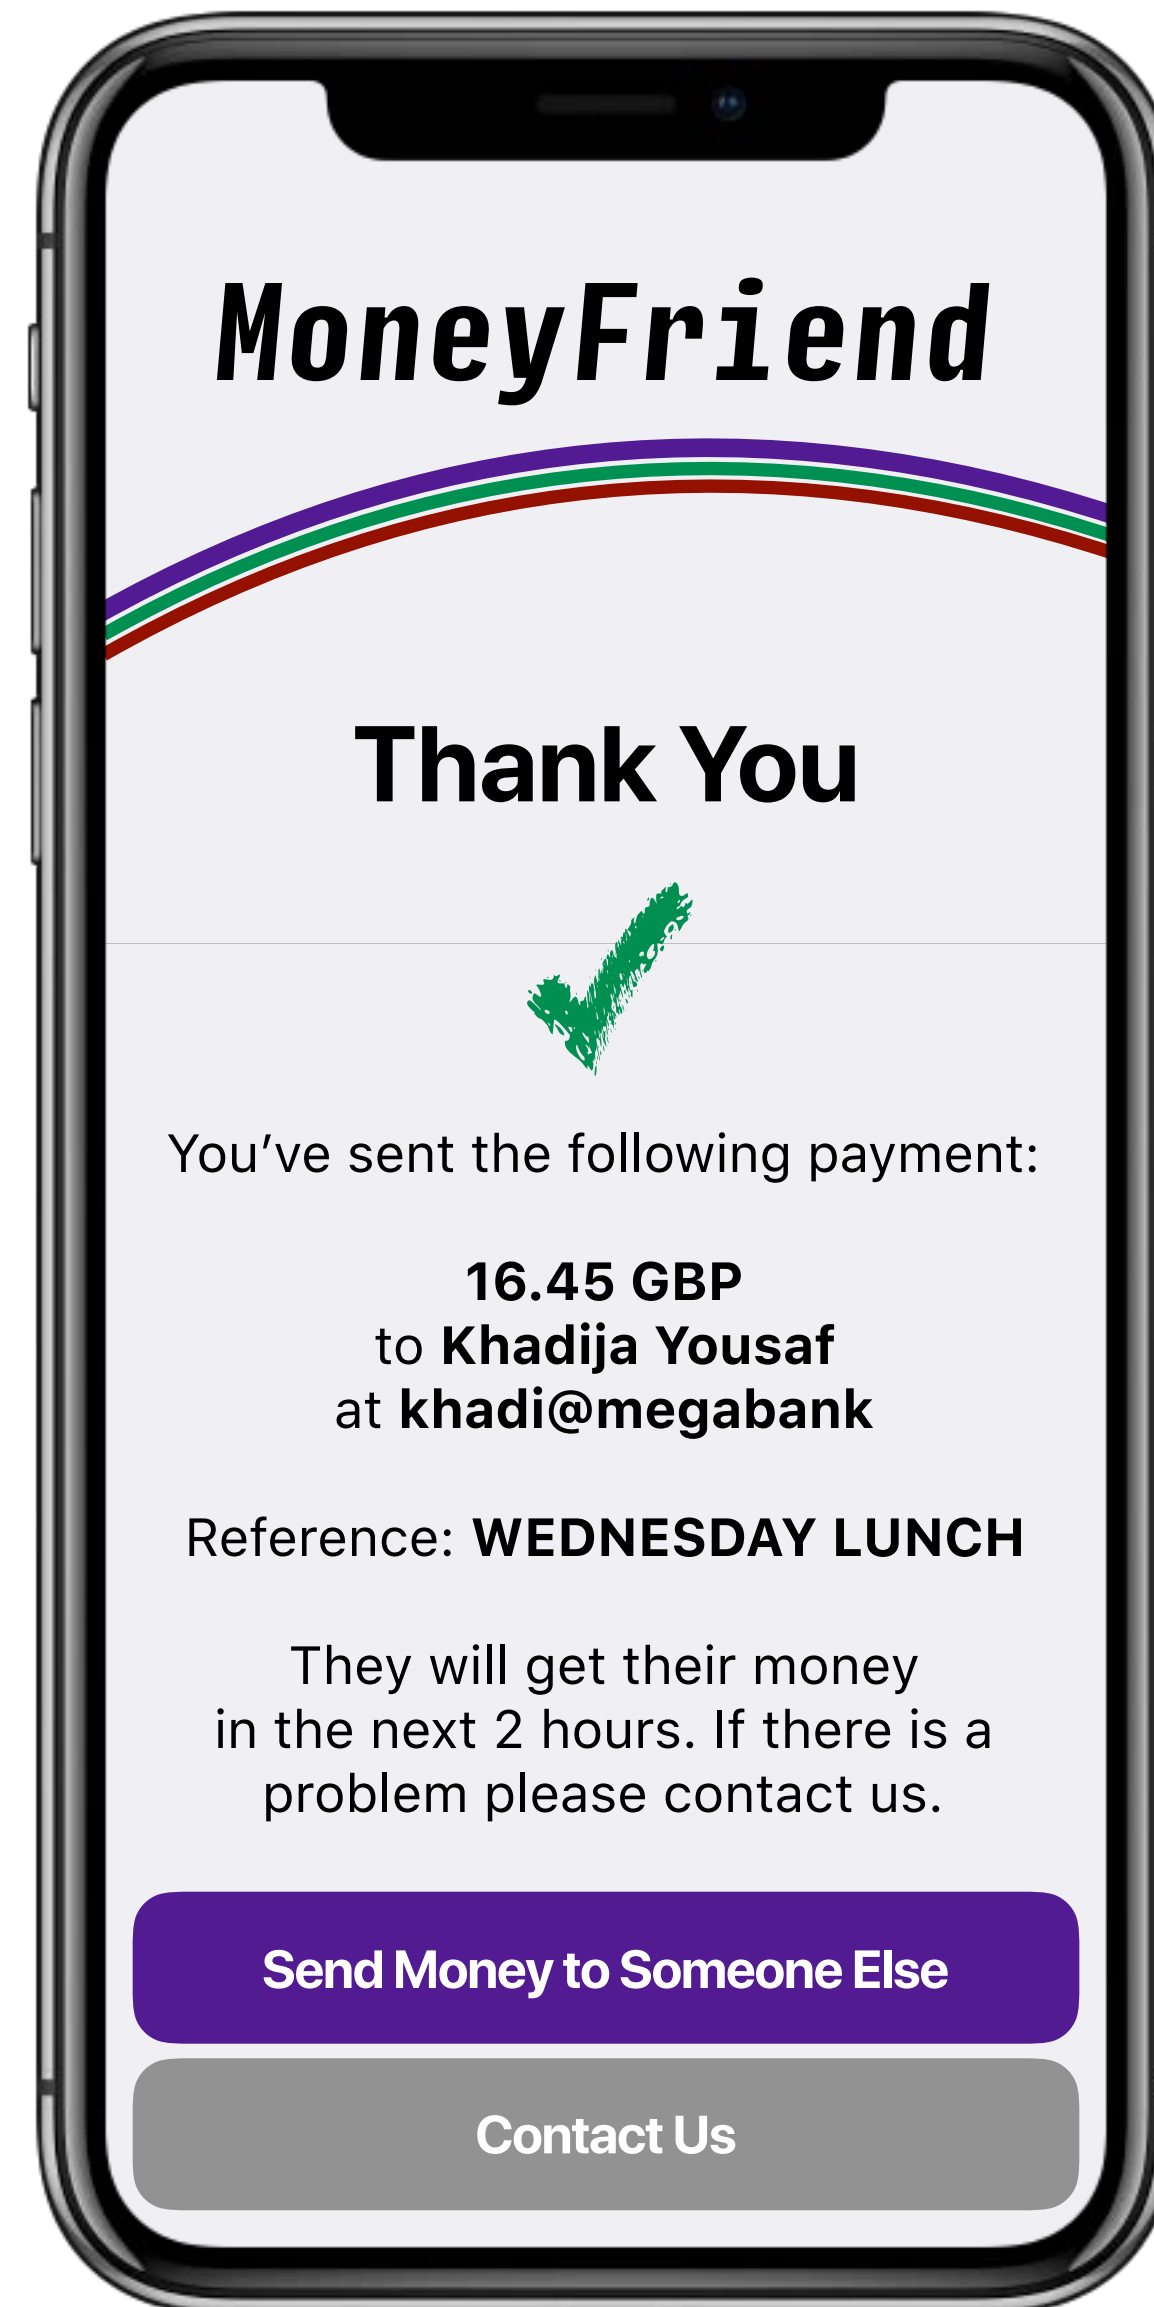 MoneyFriend
Thank You
You’ve sent the following payment:
16.45 GBP
to Khadija Yousaf
at khadi@megabank
Reference: WEDNESDAY LUNCH
They will get their money
in the next 2 hours. If there is a
problem please contact us.
Send Money to Someone Else
Contact Us